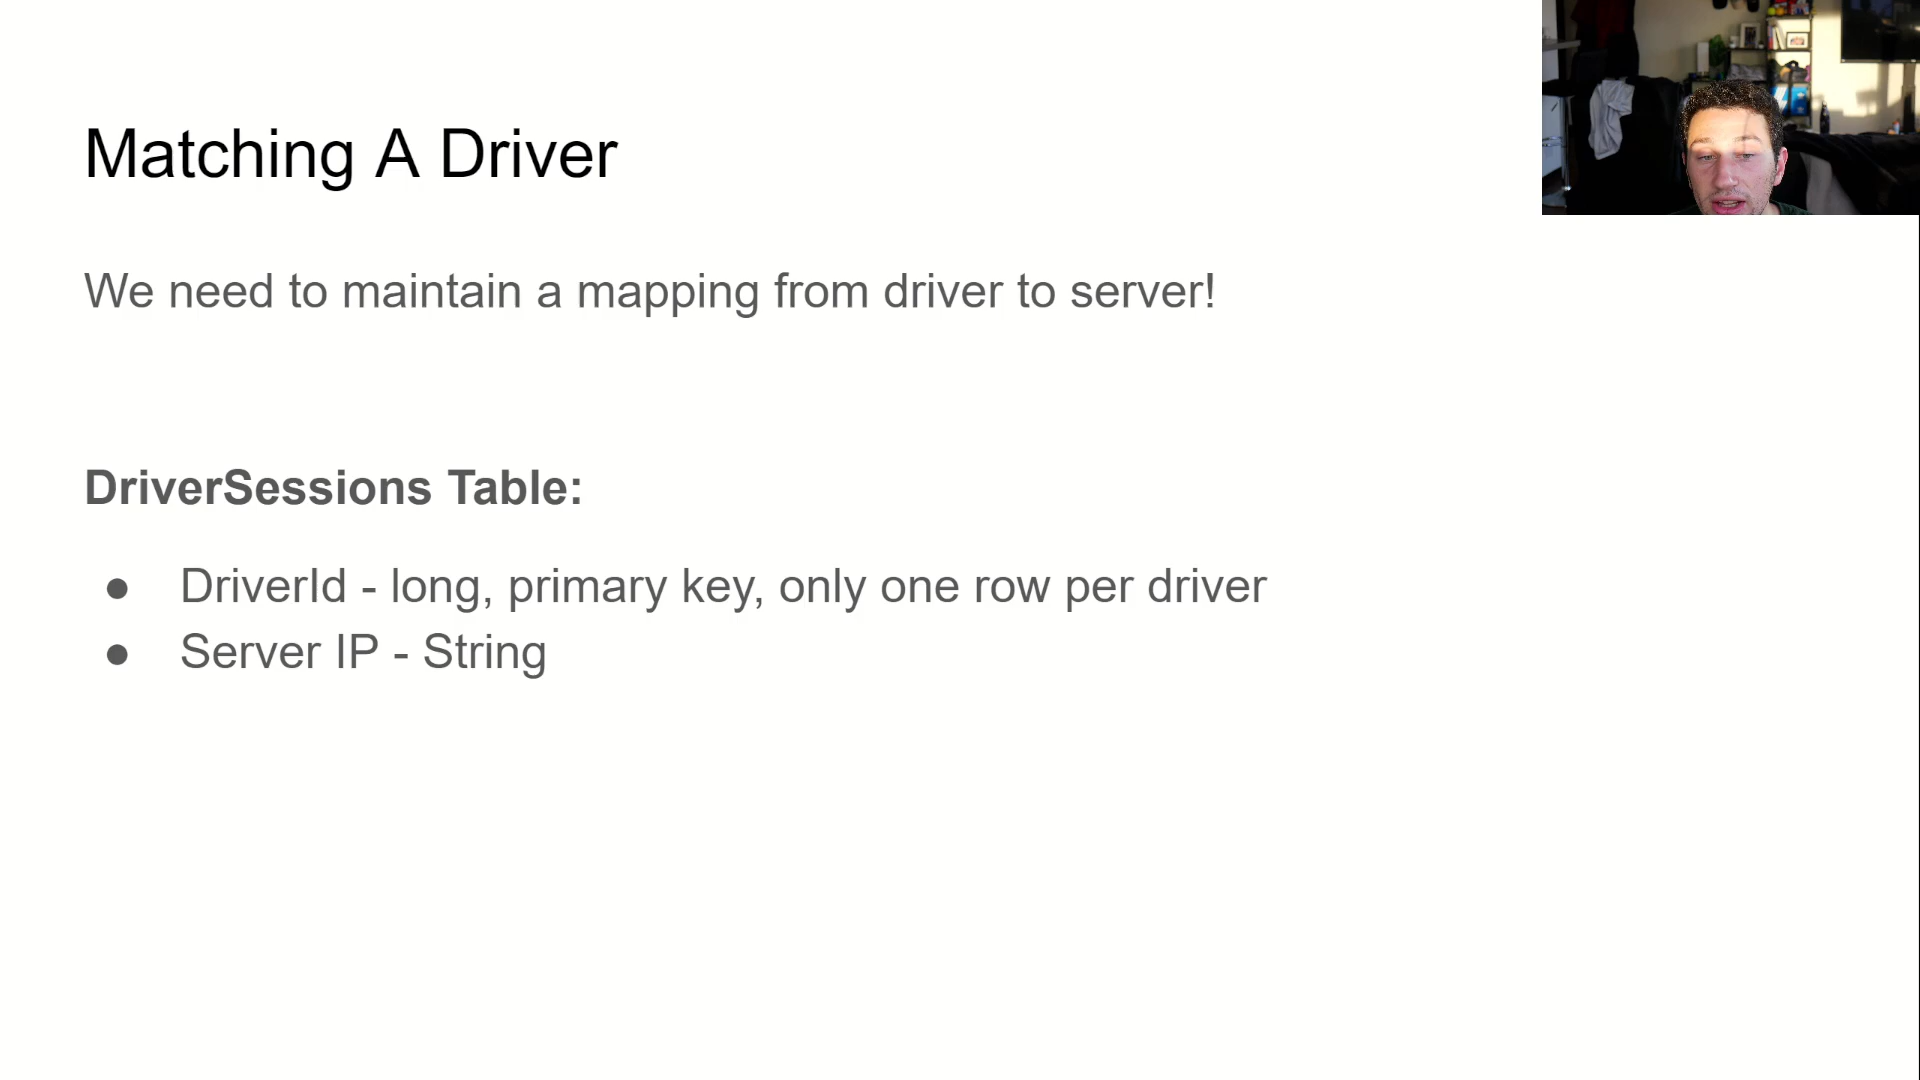 Matching A Driver
We need to maintain a mapping from driver to server!
DriverSessions Table:
● DriverId - long, primary key, only one row per driver
● Server IP - String